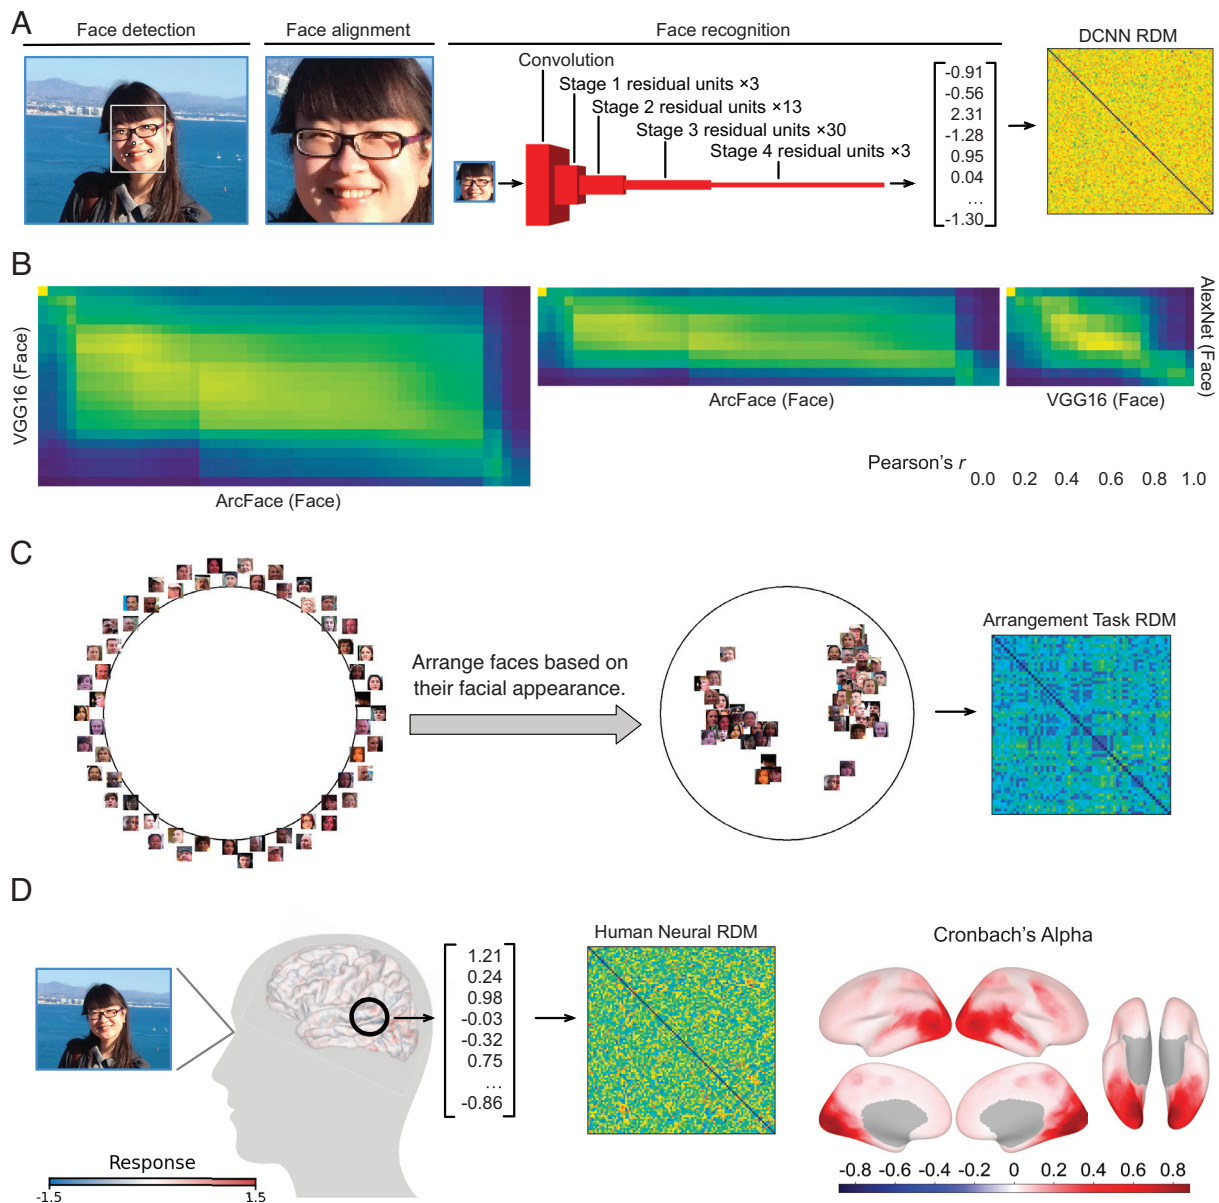 A
Face detection
Face alignment
Face recognition
DCNN RDM
Convolution
Stage 1 residual units ×3
Stage 2 residual units ×13
Stage 3 residual units ×30
Stage 4 residual units ×3
-0.91
-0.56
2.31
-1.28
0.95
0.04
...
-1.30
B
VGG16 (Face)
ArcFace (Face)
ArcFace (Face)
VGG16 (Face)
AlexNet (Face)
Pearson's r
0.0 0.2 0.4 0.6 0.8 1.0
C
Arrange faces based on
their facial appearance.
Arrangement Task RDM
D
1.21
0.24
0.98
-0.03
-0.32
0.75
...
-0.86
Human Neural RDM
Cronbach's Alpha
Response
-1.5 1.5
-0.8 -0.6 -0.4 -0.2 0 0.2 0.4 0.6 0.8